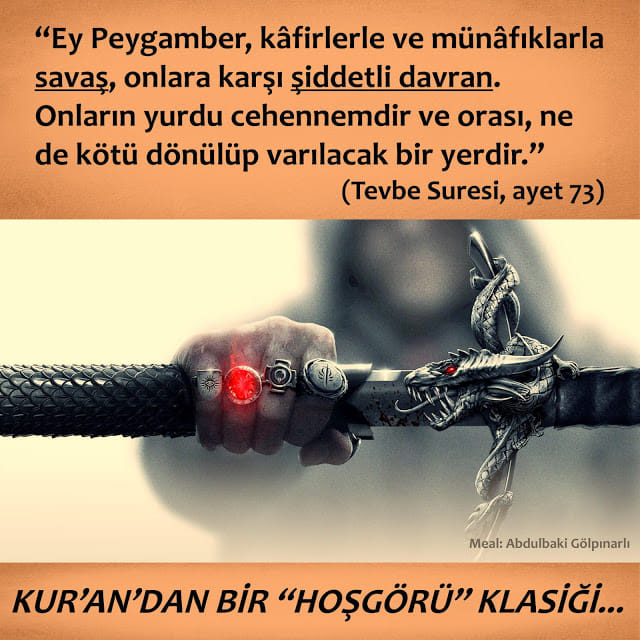 “Ey Peygamber, kâfirlerle ve münâfıklarla
savaş, onlara karşı şiddetli davran.
Onların yurdu cehennemdir ve orası, ne
de kötü dönülüp varılacak bir yerdir.”
(Tevbe Suresi, ayet 73)
Meal: Abdulbaki Gölpınarlı
KUR’AN’DAN BİR “HOŞGÖRÜ” KLASİĞİ...